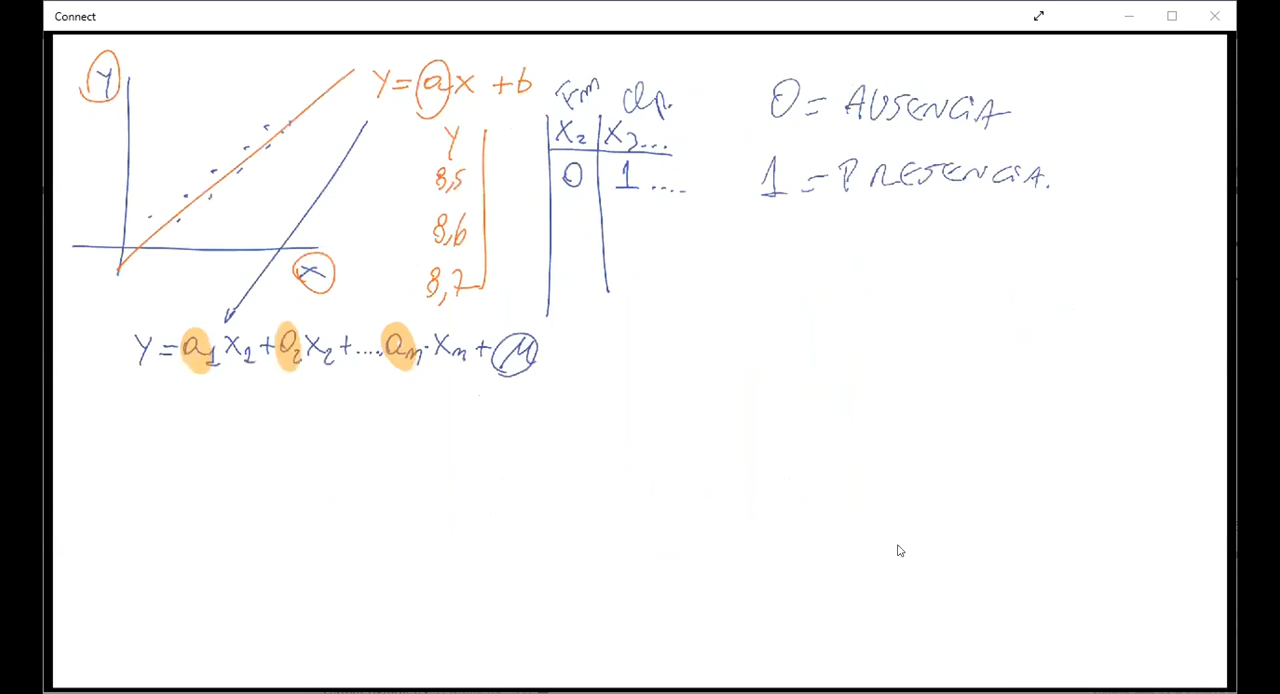 Connect
Y
Y = a x + b
X
Y
8,5
8,6
8,7
X₂ X₃...
0 1 ....
0 = AUSENCIA
1 = PRESENCIA.
Y = a₁ X₁ + a₂ X₂ + .... aₙ · Xₙ + μ